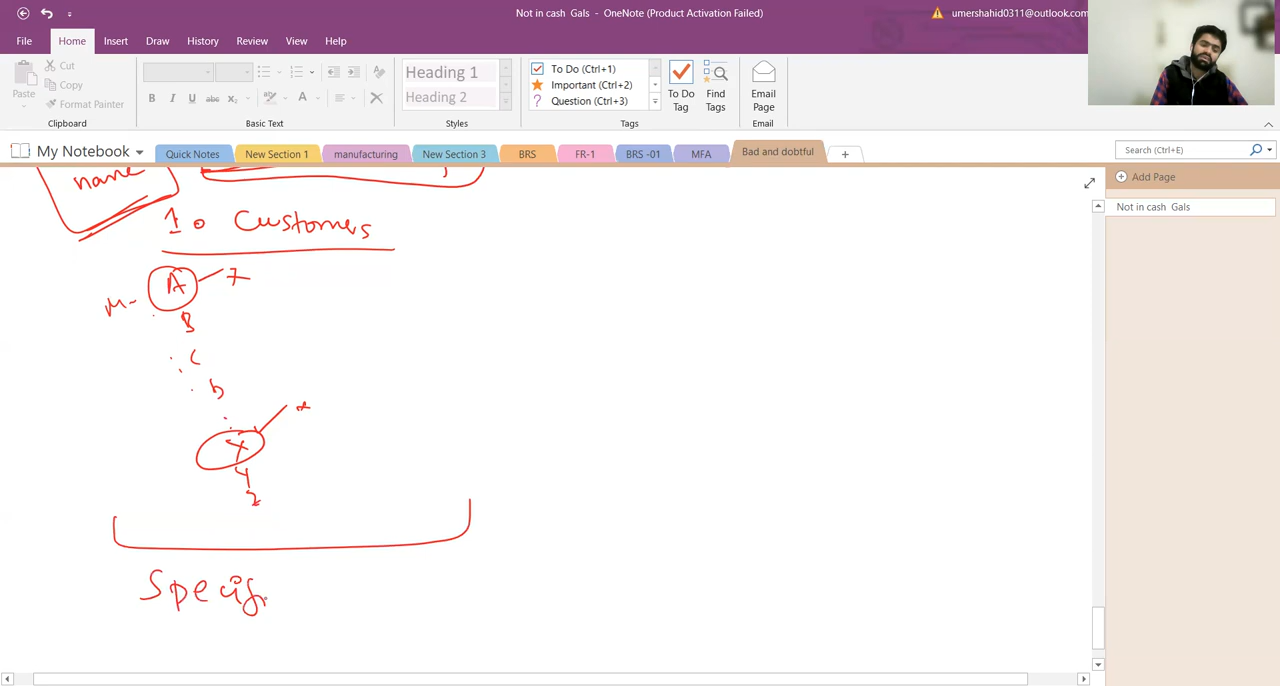 Not in cash Gals - OneNote (Product Activation Failed)
umershahid0311@outlook.com
File Home Insert Draw History Review View Help
Paste
Cut
Copy
Format Painter
Clipboard
B I U abc X₂ A
Basic Text
Heading 1
Heading 2
Styles
To Do (Ctrl+1)
Important (Ctrl+2)
Question (Ctrl+3)
Tags
To Do Tag
Find Tags
Email Page
Email
My Notebook
Quick Notes
New Section 1
manufacturing
New Section 3
BRS
FR-1
BRS -01
MFA
Bad and dobtful
Search (Ctrl+E)
Add Page
Not in cash Gals
name
10 Customers
A
B
C
D
X
Y
Z
Specif